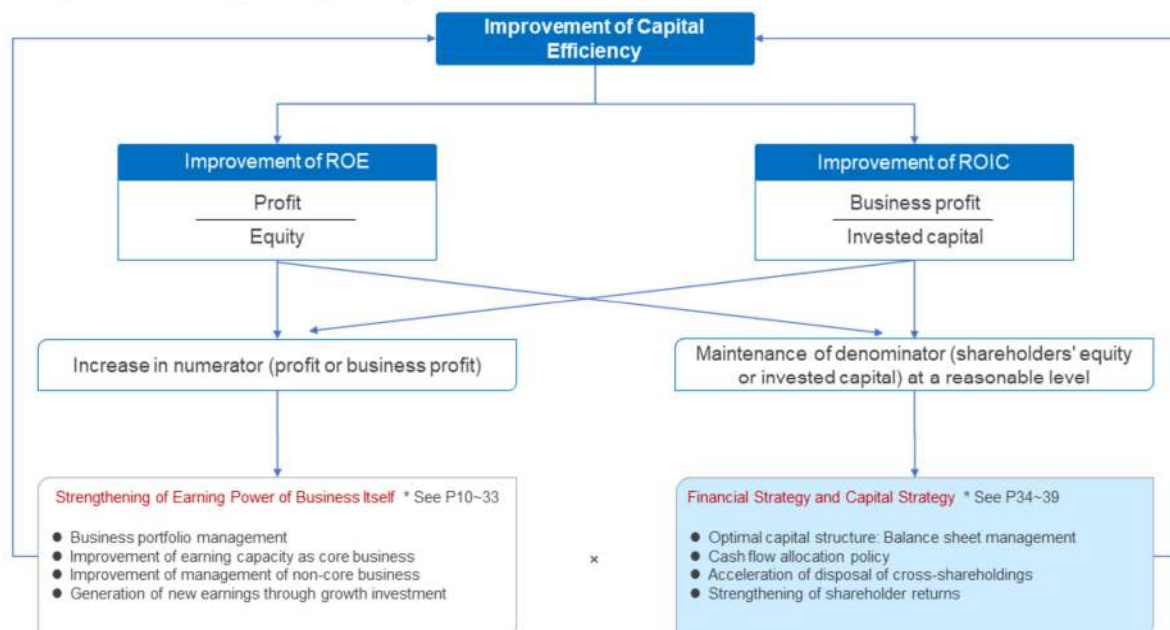 Improvement of Capital
Efficiency
Improvement of ROE
Profit
Equity
Improvement of ROIC
Business profit
Invested capital
Increase in numerator (profit or business profit)
Maintenance of denominator (shareholders' equity
or invested capital) at a reasonable level
Strengthening of Earning Power of Business Itself * See P10~33
● Business portfolio management
● Improvement of earning capacity as core business
● Improvement of management of non-core business
● Generation of new earnings through growth investment
×
Financial Strategy and Capital Strategy * See P34~39
● Optimal capital structure: Balance sheet management
● Cash flow allocation policy
● Acceleration of disposal of cross-shareholdings
● Strengthening of shareholder returns